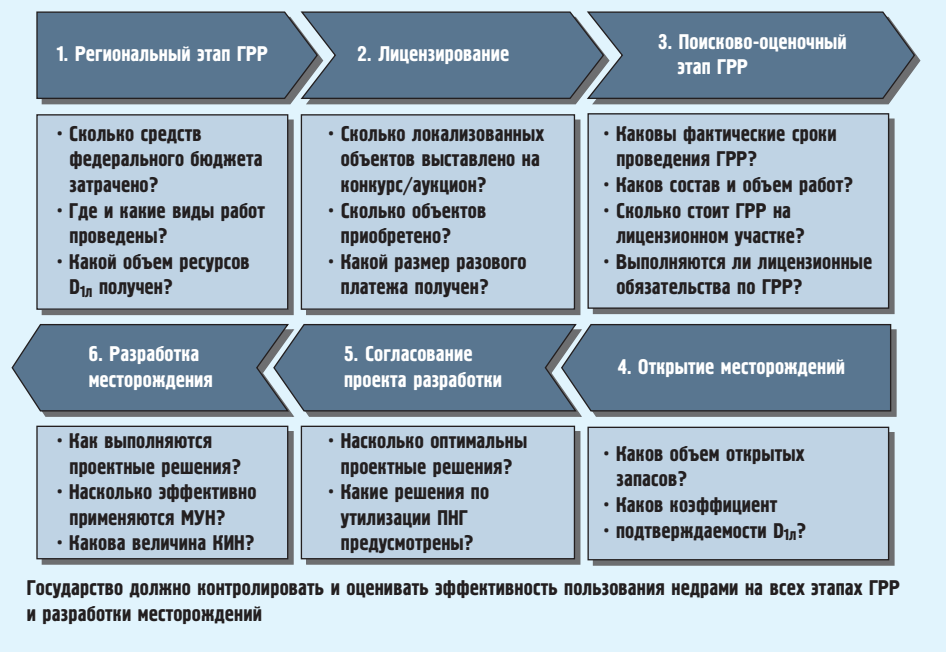 1. Региональный этап ГРР
2. Лицензирование
3. Поисково-оценочный
этап ГРР
· Сколько средств
федерального бюджета
затрачено?
· Где и какие виды работ
проведены?
· Какой объем ресурсов
D1л получен?
· Сколько локализованных
объектов выставлено на
конкурс/аукцион?
· Сколько объектов
приобретено?
· Какой размер разового
платежа получен?
· Каковы фактические сроки
проведения ГРР?
· Каков состав и объем работ?
· Сколько стоит ГРР на
лицензионном участке?
· Выполняются ли лицензионные
обязательства по ГРР?
4. Открытие месторождений
5. Согласование
проекта разработки
6. Разработка
месторождения
· Каков объем открытых
запасов?
· Каков коэффициент
· подтверждаемости D1л?
· Насколько оптимальны
проектные решения?
· Какие решения по
утилизации ПНГ
предусмотрены?
· Как выполняются
проектные решения?
· Насколько эффективно
применяются МУН?
· Какова величина КИН?
Государство должно контролировать и оценивать эффективность пользования недрами на всех этапах ГРР
и разработки месторождений